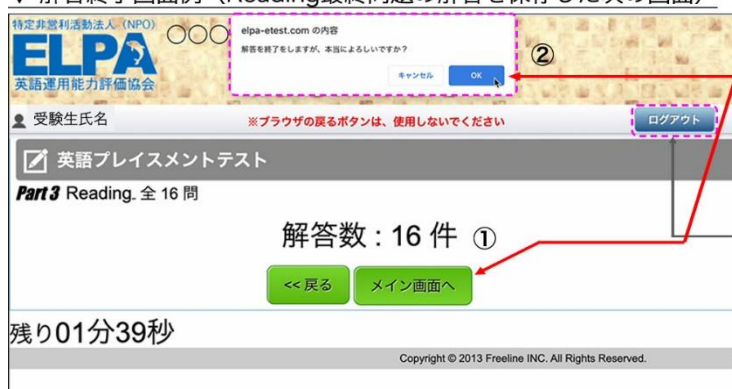 ▽ 解答終了画面例（Reading最終問題の解答を保存した次の画面）
特定非営利活動法人（NPO）
ELPA
英語運用能力評価協会
〇〇〇
elpa-etest.com の内容
解答を終了をしますが、本当によろしいですか？
キャンセル
OK
②
受験生氏名
※ブラウザの戻るボタンは、使用しないでください
ログアウト
英語プレイスメントテスト
Part 3 Reading. 全 16 問
解答数 : 16 件
①
<< 戻る
メイン画面へ
残り01分39秒
Copyright © 2013 Freeline INC. All Rights Reserved.